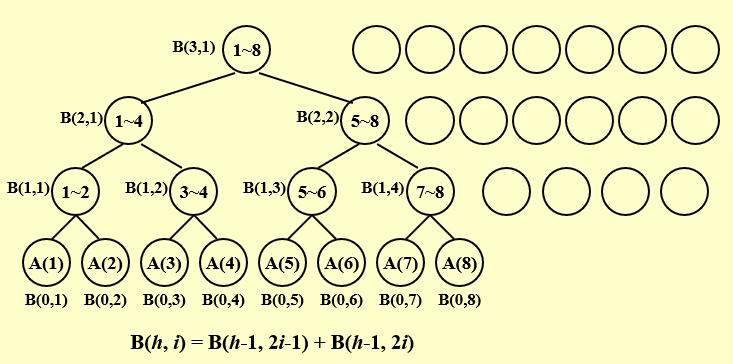 B(3,1) 1~8
B(2,1) 1~4 B(2,2) 5~8
B(1,1) 1~2 B(1,2) 3~4 B(1,3) 5~6 B(1,4) 7~8
A(1) A(2) A(3) A(4) A(5) A(6) A(7) A(8)
B(0,1) B(0,2) B(0,3) B(0,4) B(0,5) B(0,6) B(0,7) B(0,8)
B(h, i) = B(h-1, 2i-1) + B(h-1, 2i)